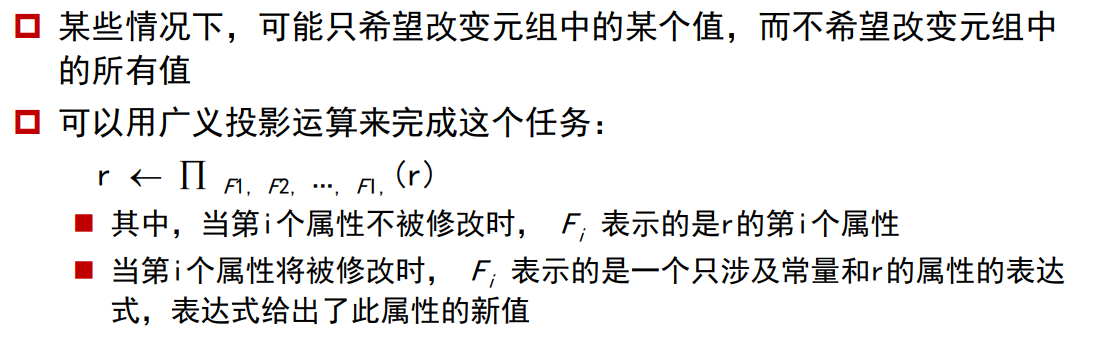 某些情况下，可能只希望改变元组中的某个值，而不希望改变元组中
的所有值
可以用广义投影运算来完成这个任务：
r ← ∏ F1, F2, …, Fl, (r)
其中，当第i个属性不被修改时， Fi 表示的是r的第i个属性
当第i个属性将被修改时， Fi 表示的是一个只涉及常量和r的属性的表达
式，表达式给出了此属性的新值